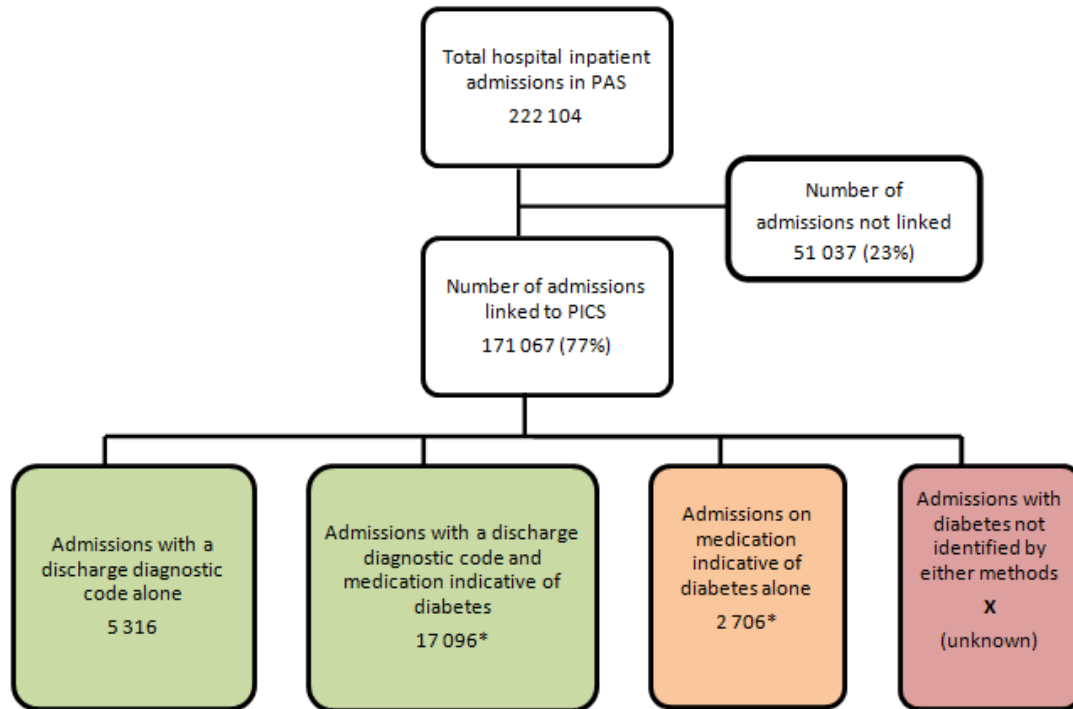 Total hospital inpatient
admissions in PAS
222 104
Number of
admissions not linked
51 037 (23%)
Number of admissions
linked to PICS
171 067 (77%)
Admissions with a
discharge diagnostic
code alone
5 316
Admissions with a discharge
diagnostic code and
medication indicative of
diabetes
17 096*
Admissions on
medication
indicative of
diabetes alone
2 706*
Admissions with
diabetes not
identified by
either methods
X
(unknown)